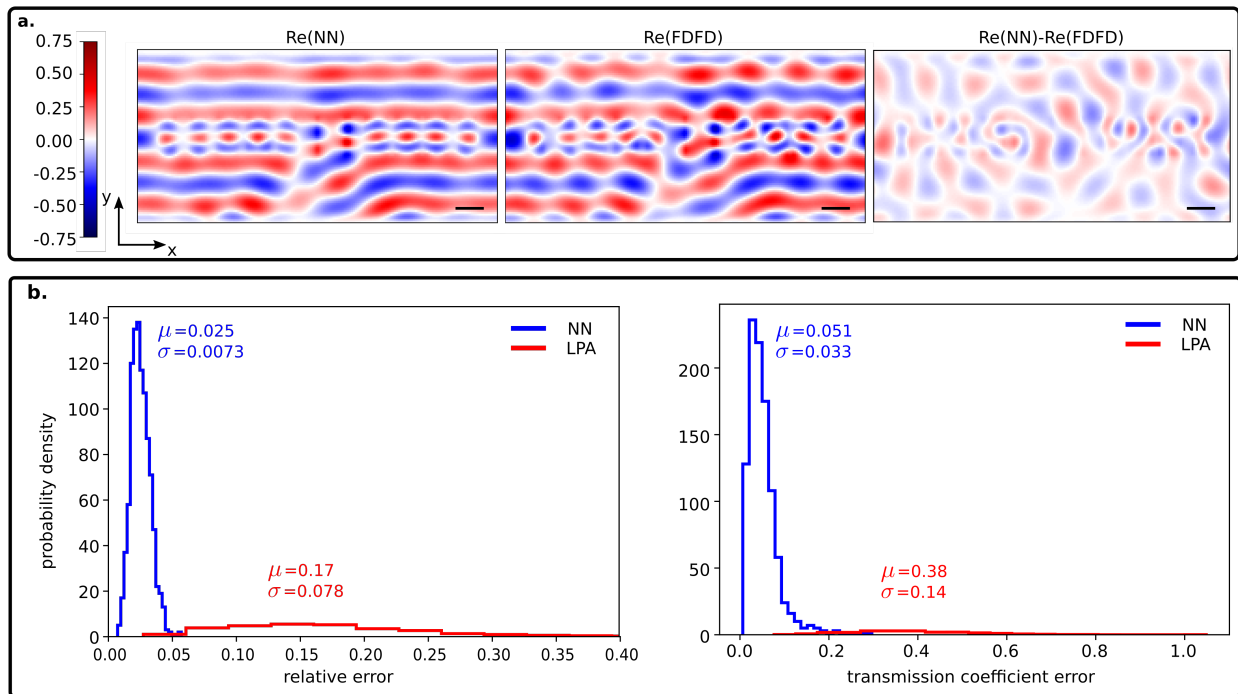 a.
Re(NN)
Re(FDFD)
Re(NN)-Re(FDFD)
0.75
0.50
0.25
0.00
-0.25
-0.50
-0.75
y
x
b.
probability density
140
120
100
80
60
40
20
0
μ=0.025
σ=0.0073
NN
LPA
μ=0.17
σ=0.078
0.00 0.05 0.10 0.15 0.20 0.25 0.30 0.35 0.40
relative error
200
150
100
50
0
μ=0.051
σ=0.033
NN
LPA
μ=0.38
σ=0.14
0.0 0.2 0.4 0.6 0.8 1.0
transmission coefficient error